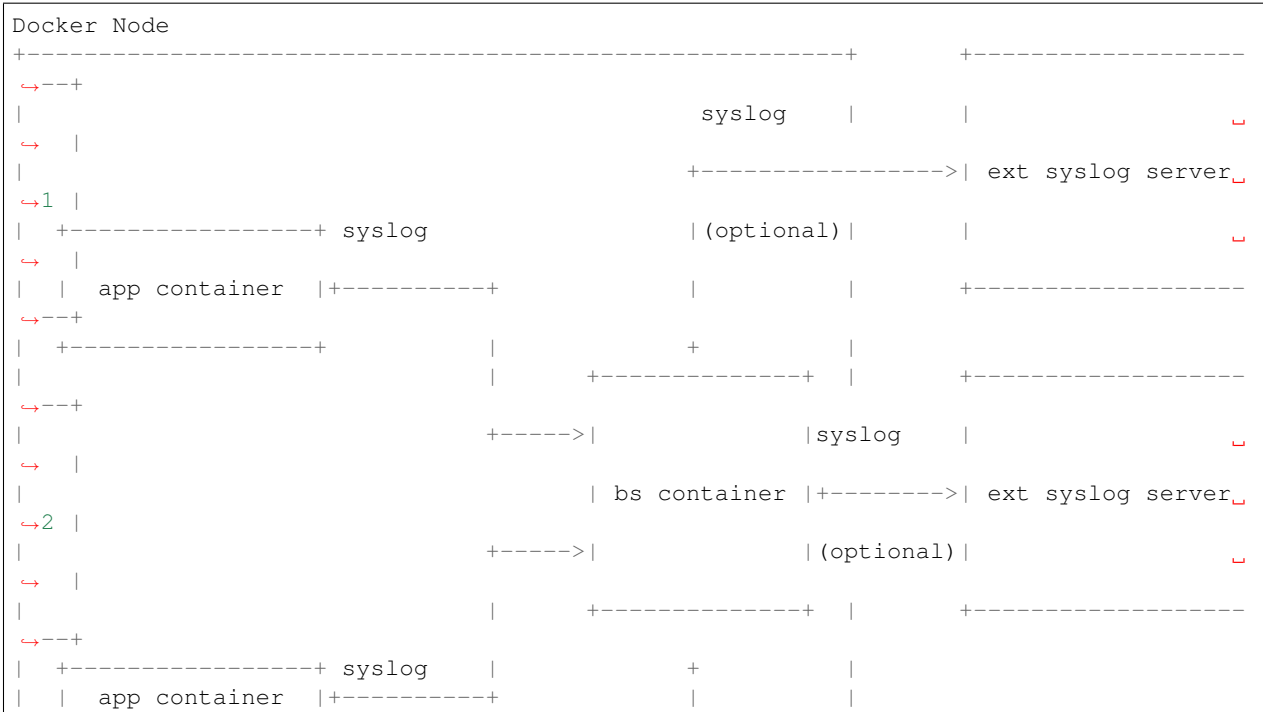 Docker Node
+---------------------------------------------------------+       +-------------------
↪--+
|                                               syslog    |       |                  ␣
↪   |
|                                              +----------------->| ext syslog server␣
↪1 |
|  +-----------------+ syslog                  |(optional)|       |                  ␣
↪   |
|  |  app container  |+----------+             |          |       +-------------------
↪--+
|  +-----------------+           |             +          |
|                                |      +--------------+  |       +-------------------
↪--+
|                                +----->|              |syslog    |                  ␣
↪   |
|                                       | bs container |+-------->| ext syslog server␣
↪2 |
|                                +----->|              |(optional)|                  ␣
↪   |
|                                |      +--------------+  |       +-------------------
↪--+
|  +-----------------+ syslog    |             +          |
|  |  app container  |+----------+             |          |